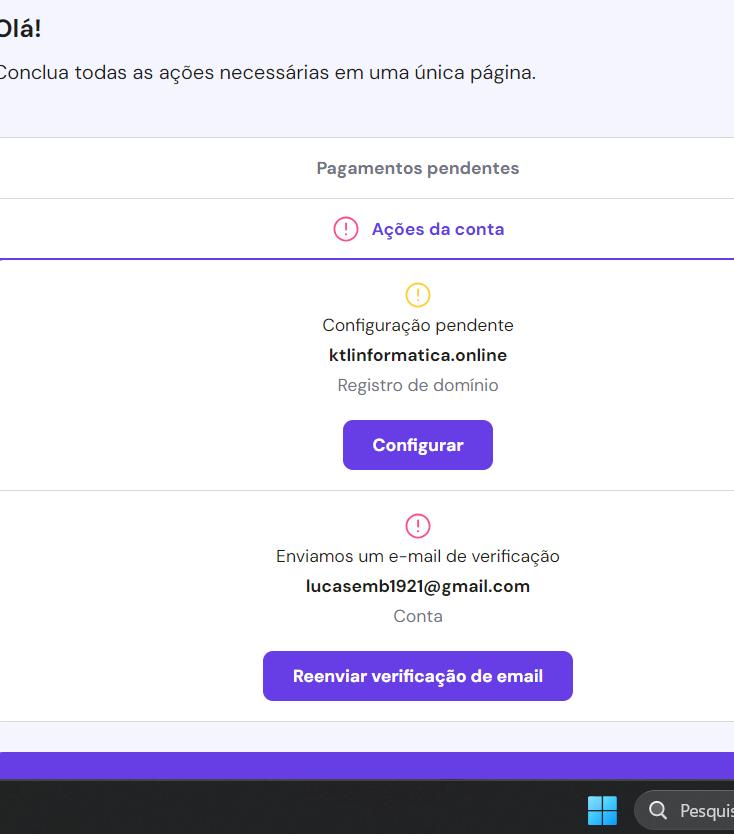 Olá!
Conclua todas as ações necessárias em uma única página.
Pagamentos pendentes
Ações da conta
Configuração pendente
ktlinformatica.online
Registro de domínio
Configurar
Enviamos um e-mail de verificação
lucasemb1921@gmail.com
Conta
Reenviar verificação de email
Pesquis